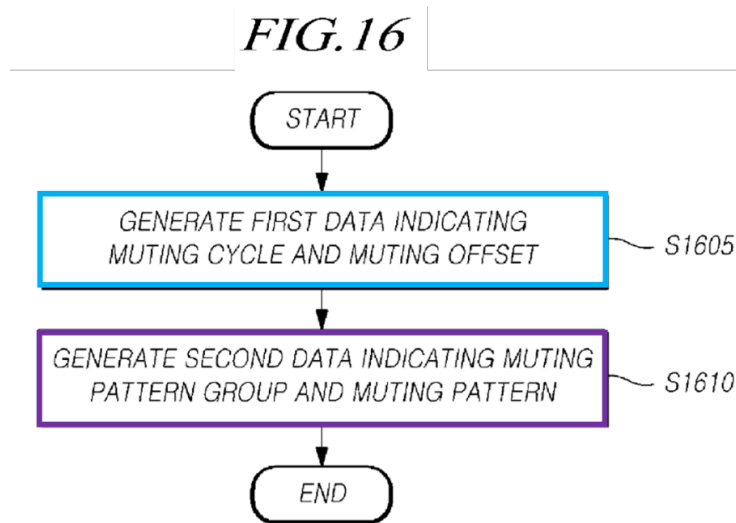 FIG.16
START
GENERATE FIRST DATA INDICATING
MUTING CYCLE AND MUTING OFFSET
S1605
GENERATE SECOND DATA INDICATING MUTING
PATTERN GROUP AND MUTING PATTERN
S1610
END